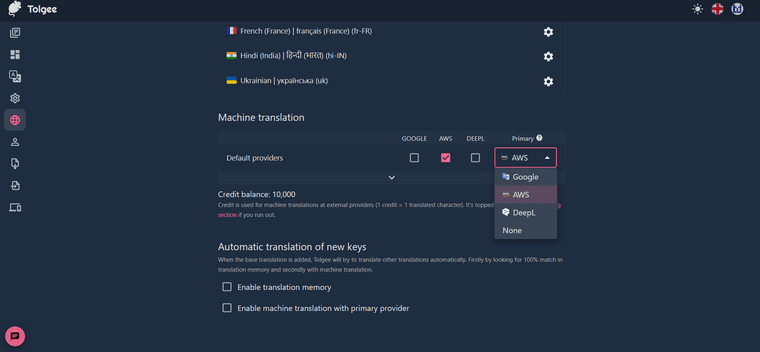 Tolgee
French (France) | français (France) (fr-FR)
Hindi (India) | हिन्दी (भारत) (hi-IN)
Ukrainian | українська (uk)
Machine translation
GOOGLE AWS DEEPL Primary ?
Default providers AWS
Google
AWS
DeepL
None
Credit balance: 10,000
Credit is used for machine translations at external providers (1 credit = 1 translated character). It's topped
section if you run out.
Automatic translation of new keys
When the base translation is added, Tolgee will try to translate other translations automatically. Firstly by looking for 100% match in
translation memory and secondly with machine translation.
Enable translation memory
Enable machine translation with primary provider